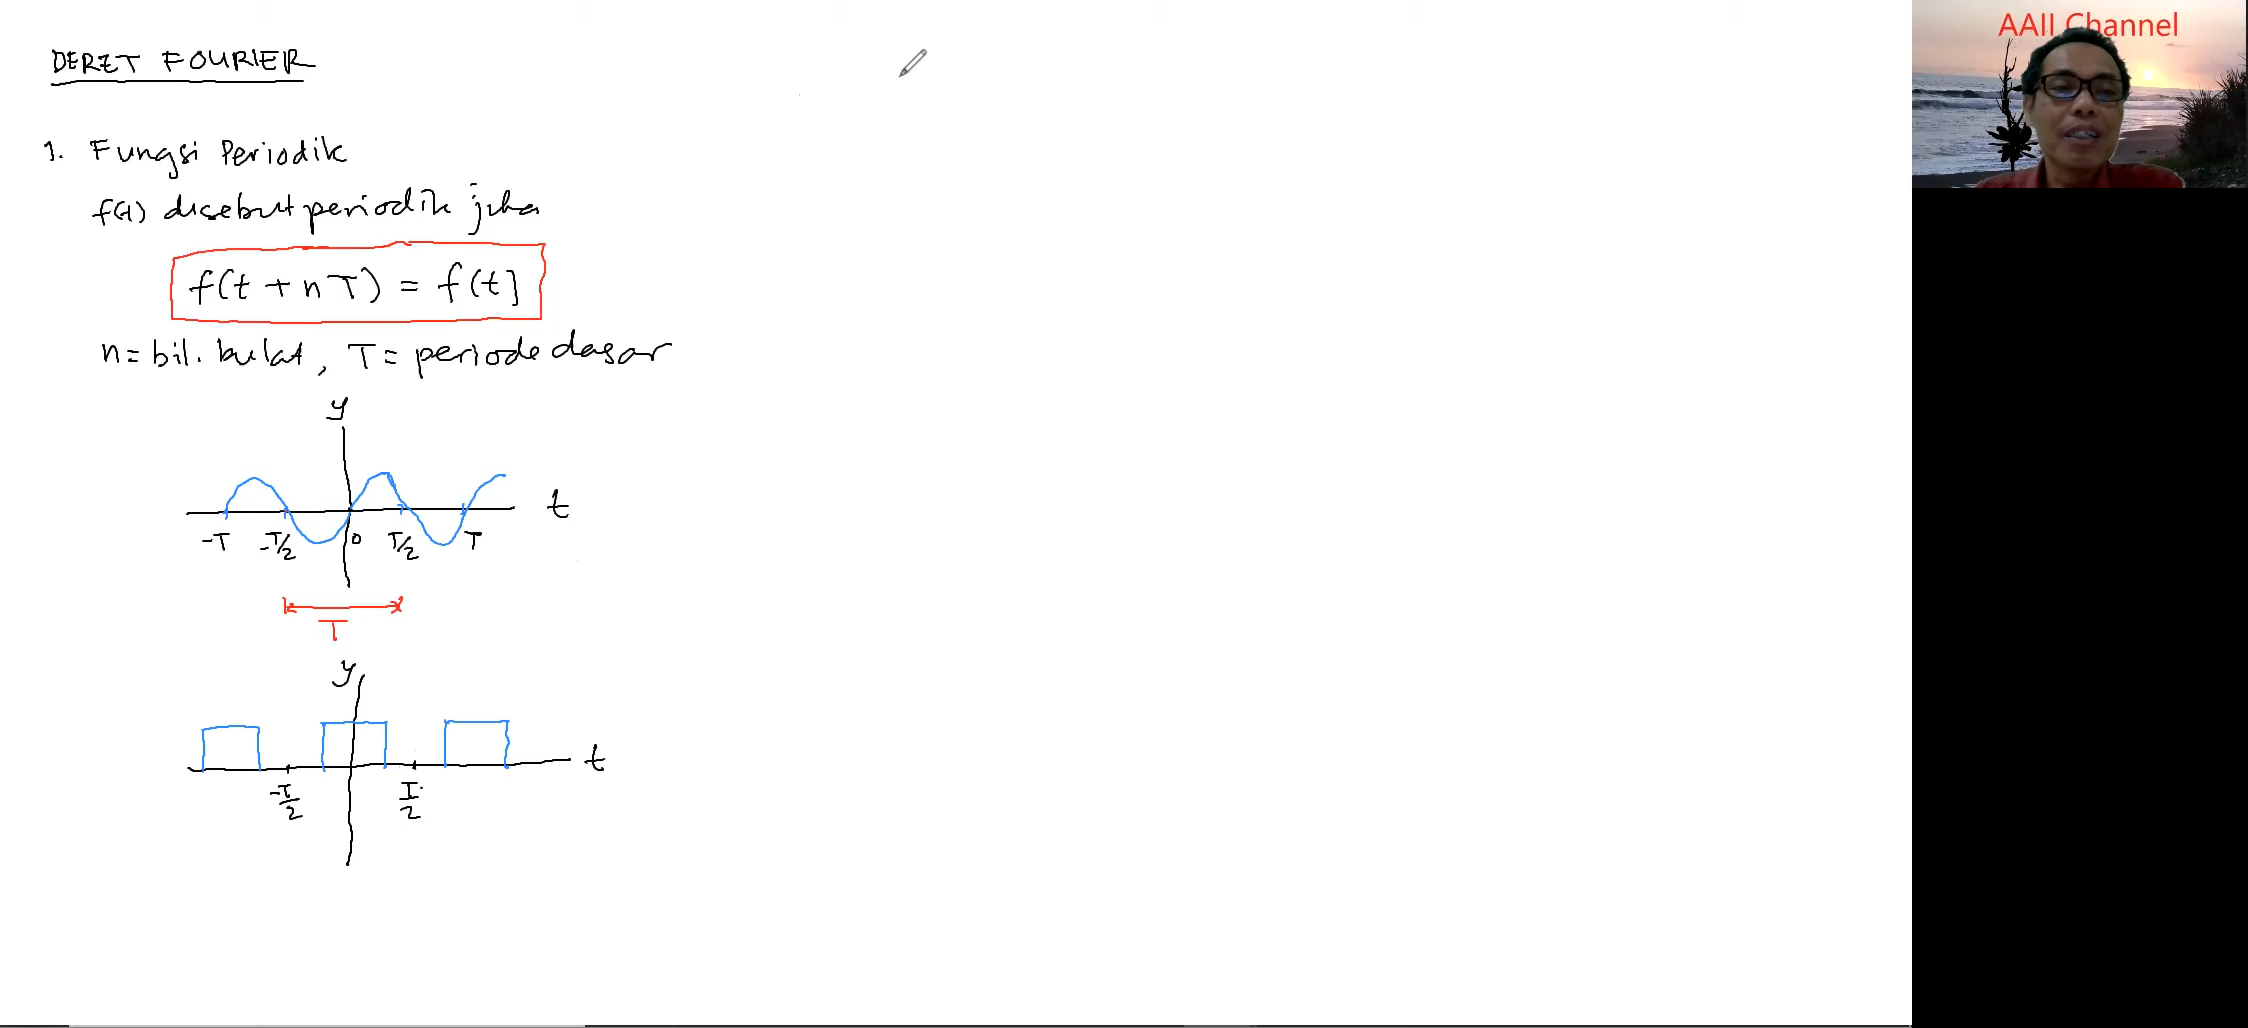 DERET FOURIER
AAII Channel
1. Fungsi Periodik
f(t) disebut periodik jika
f(t + nT) = f(t)
n = bil. bulat, T = periode dasar
y
t
-T -T/2 0 T/2 T
T
y
t
-T/2 T/2